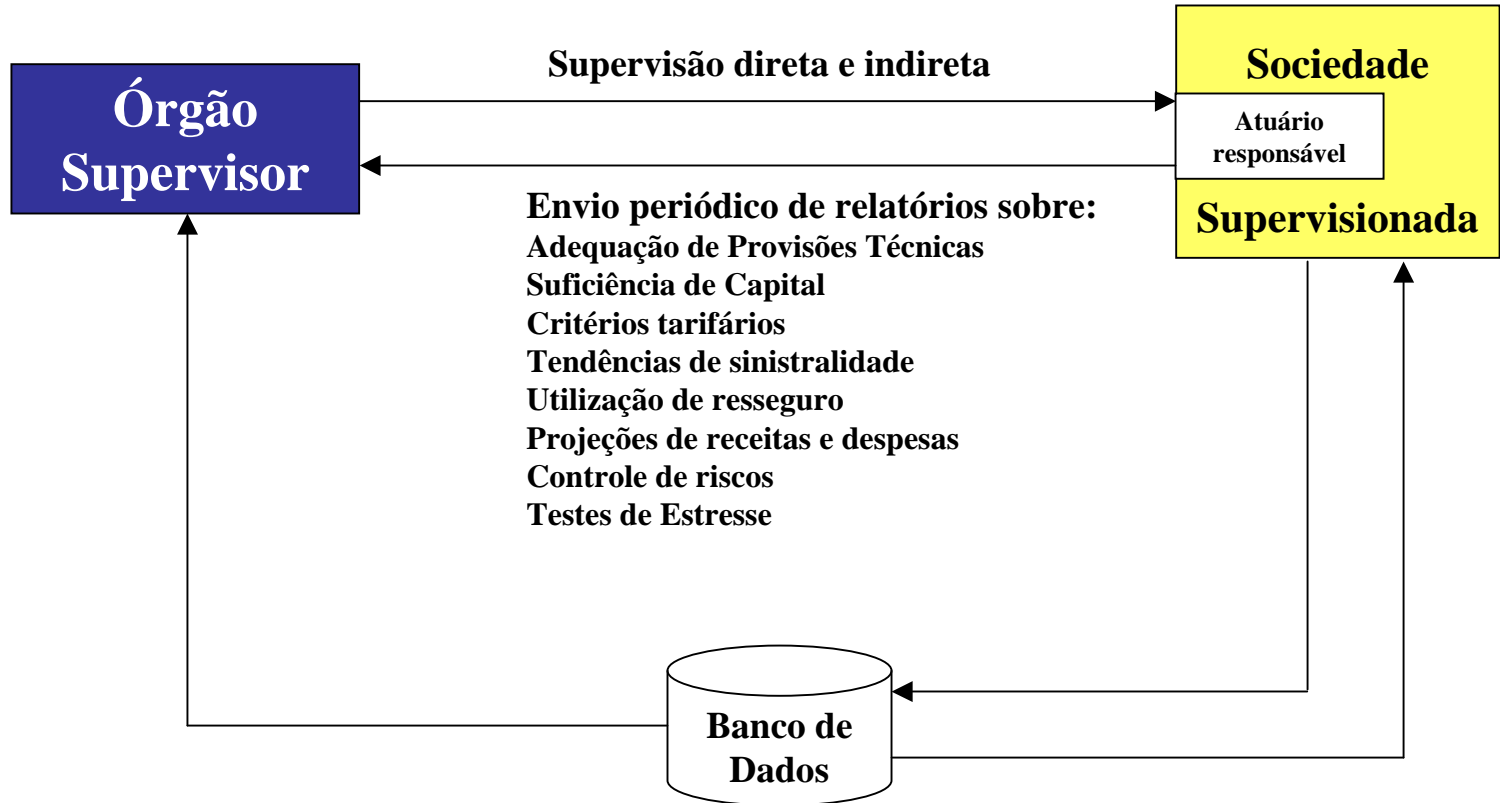 Órgão
Supervisor
Supervisão direta e indireta
Sociedade
Atuário
responsável
Supervisionada
Envio periódico de relatórios sobre:
Adequação de Provisões Técnicas
Suficiência de Capital
Critérios tarifários
Tendências de sinistralidade
Utilização de resseguro
Projeções de receitas e despesas
Controle de riscos
Testes de Estresse
Banco de
Dados